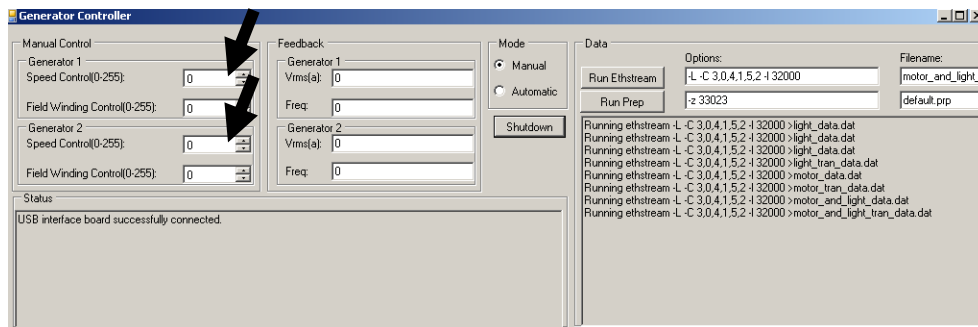 Generator Controller
Manual Control
Generator 1
Speed Control(0-255): 0
Field Winding Control(0-255): 0
Generator 2
Speed Control(0-255): 0
Field Winding Control(0-255): 0
Feedback
Generator 1
Vrms(a): 0
Freq: 0
Generator 2
Vrms(a): 0
Freq: 0
Mode
Manual
Automatic
Shutdown
Data
Options: Filename:
Run Ethstream -L -C 3,0,4,1,5,2 -I 32000 motor_and_light_
Run Prep -z 33023 default.prp
Running ethstream -L -C 3,0,4,1,5,2 -I 32000 >light_data.dat
Running ethstream -L -C 3,0,4,1,5,2 -I 32000 >light_data.dat
Running ethstream -L -C 3,0,4,1,5,2 -I 32000 >light_data.dat
Running ethstream -L -C 3,0,4,1,5,2 -I 32000 >light_tran_data.dat
Running ethstream -L -C 3,0,4,1,5,2 -I 32000 >motor_data.dat
Running ethstream -L -C 3,0,4,1,5,2 -I 32000 >motor_tran_data.dat
Running ethstream -L -C 3,0,4,1,5,2 -I 32000 >motor_and_light_data.dat
Running ethstream -L -C 3,0,4,1,5,2 -I 32000 >motor_and_light_tran_data.dat
Status
USB interface board successfully connected.